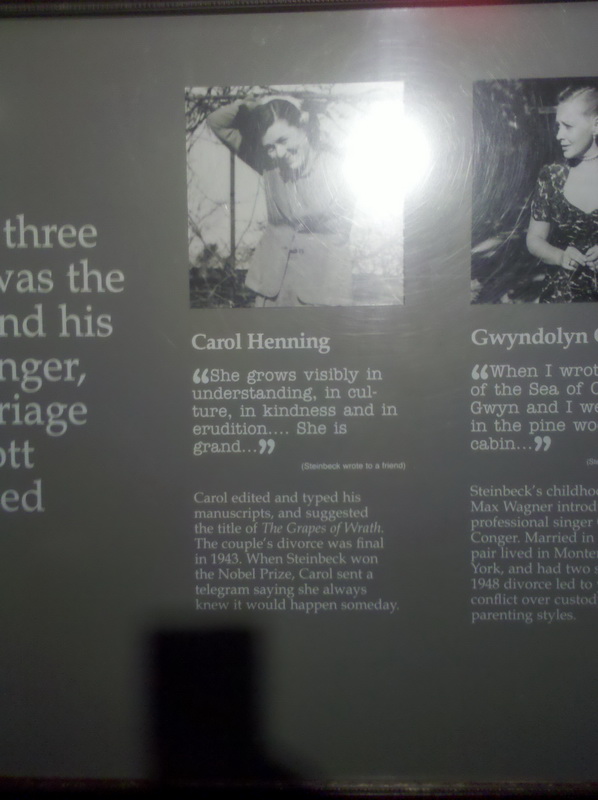 three
was the
nd his
nger,
riage
ott
ed
Carol Henning
“She grows visibly in
understanding, in cul-
ture, in kindness and in
erudition.... She is
grand...”
(Steinbeck wrote to a friend)
Carol edited and typed his
manuscripts, and suggested
the title of The Grapes of Wrath.
The couple's divorce was final
in 1943. When Steinbeck won
the Nobel Prize, Carol sent a
telegram saying she always
knew it would happen someday.
Gwyndolyn
“When I wrot
of the Sea of C
Gwyn and I we
in the pine wo
cabin...”
Steinbeck's childhoo
Max Wagner introd
professional singer
Conger. Married in
pair lived in Monter
York, and had two s
1948 divorce led to
conflict over custod
parenting styles.